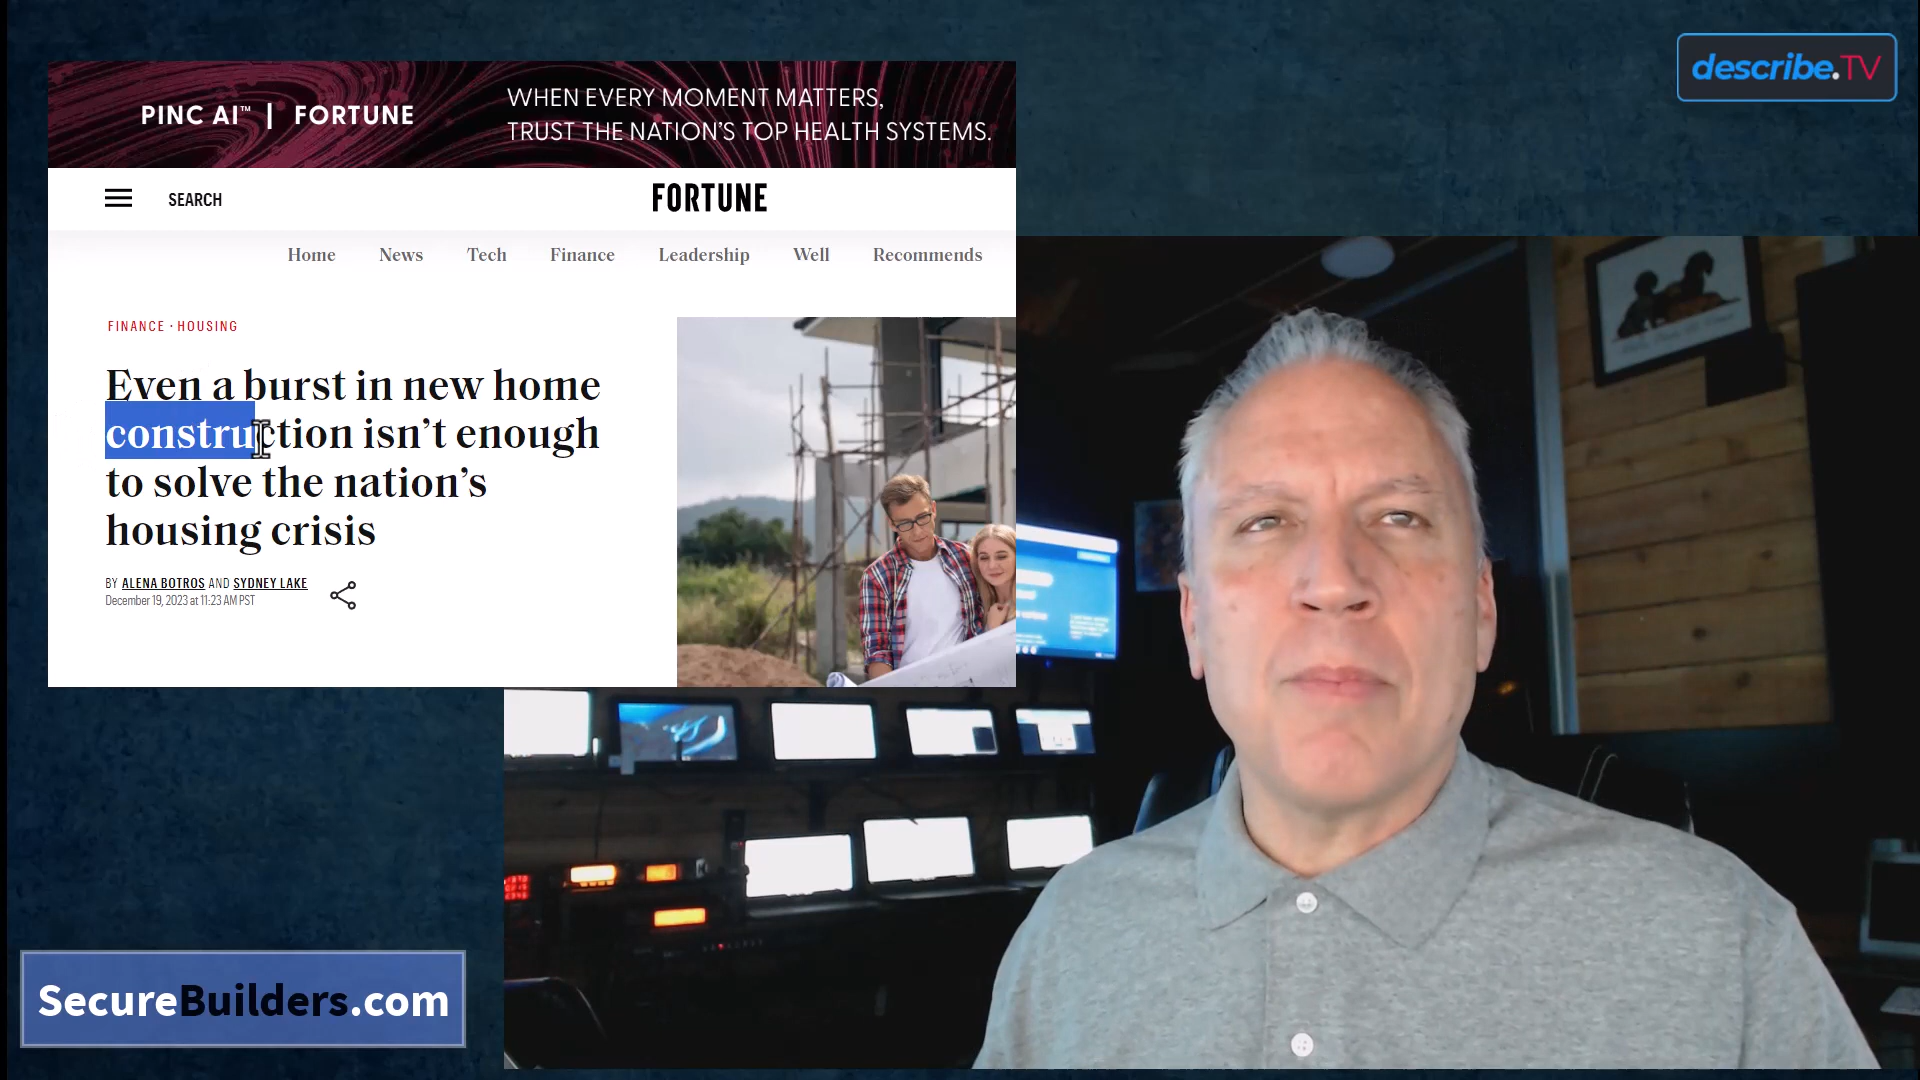 describe.TV
PINC AI™ | FORTUNE
WHEN EVERY MOMENT MATTERS,
TRUST THE NATION'S TOP HEALTH SYSTEMS.
SEARCH
FORTUNE
Home News Tech Finance Leadership Well Recommends
FINANCE · HOUSING
Even a burst in new home
construction isn’t enough
to solve the nation’s
housing crisis
BY ALENA BOTROS AND SYDNEY LAKE
December 19, 2023 at 11:23 AM PST
SecureBuilders.com